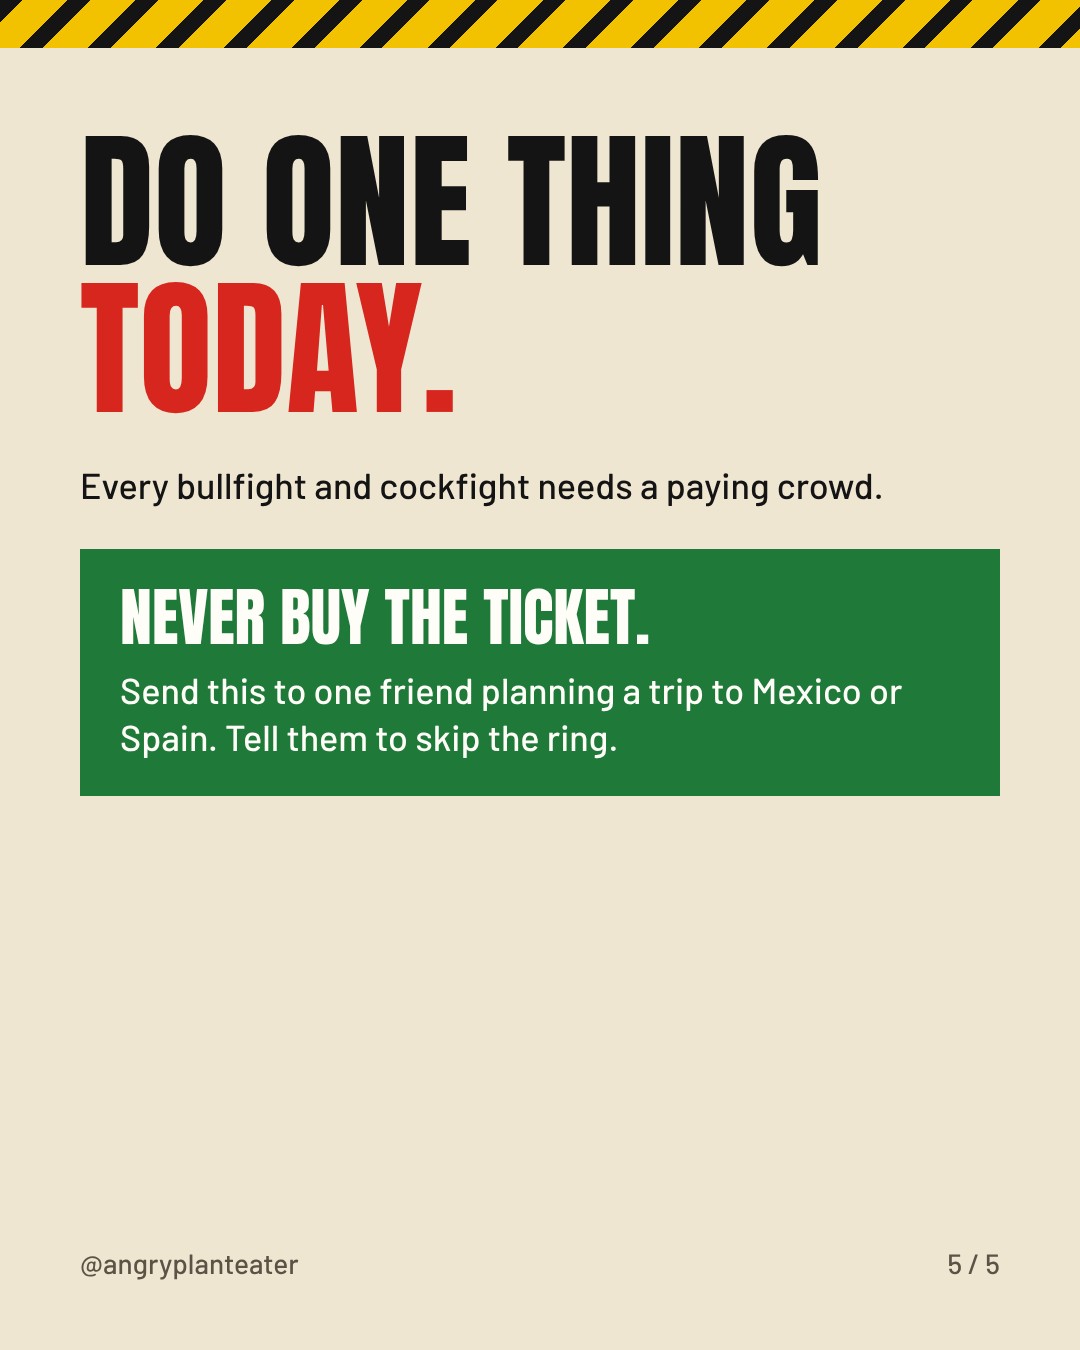 DO ONE THING
TODAY.
Every bullfight and cockfight needs a paying crowd.
NEVER BUY THE TICKET.
Send this to one friend planning a trip to Mexico or
Spain. Tell them to skip the ring.
@angryplanteater
5 / 5